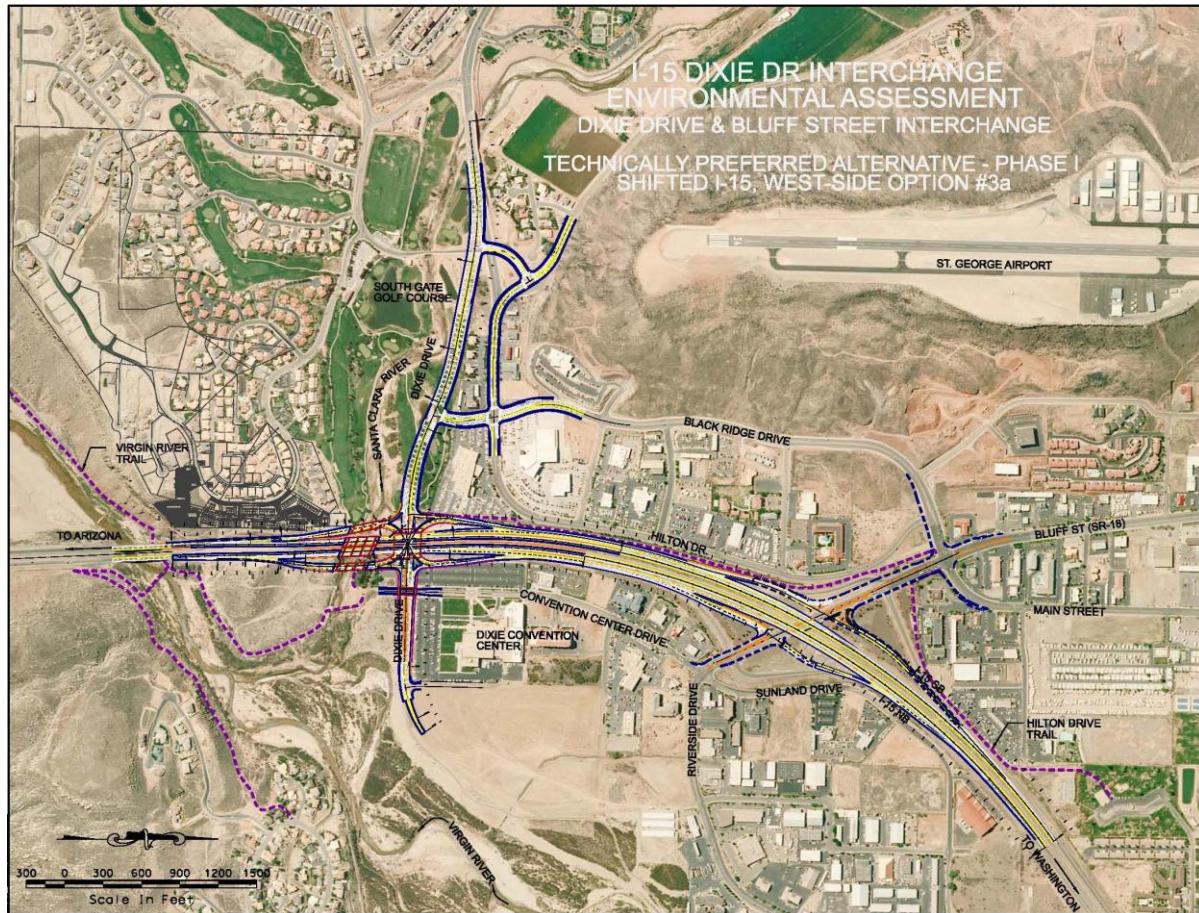 I-15 DIXIE DR INTERCHANGE
ENVIRONMENTAL ASSESSMENT
DIXIE DRIVE & BLUFF STREET INTERCHANGE
TECHNICALLY PREFERRED ALTERNATIVE - PHASE I
SHIFTED I-15, WEST-SIDE OPTION #3a
34
ST. GEORGE AIRPORT
SOUTH GATE
GOLF COURSE
SANTA CLARA RIVER
DIXIE DRIVE
BLACK RIDGE DRIVE
VIRGIN RIVER
TRAIL
TO ARIZONA
HILTON DR.
BLUFF ST (SR-18)
MAIN STREET
CONVENTION CENTER DRIVE
DIXIE DRIVE
DIXIE CONVENTION
CENTER
RIVERSIDE DRIVE
SUNLAND DRIVE
I-15 SB
I-15 NB
HILTON DRIVE
TRAIL
VIRGIN RIVER
TO WASHINGTON
300 0 300 600 900 1200 1500
Scale In Feet